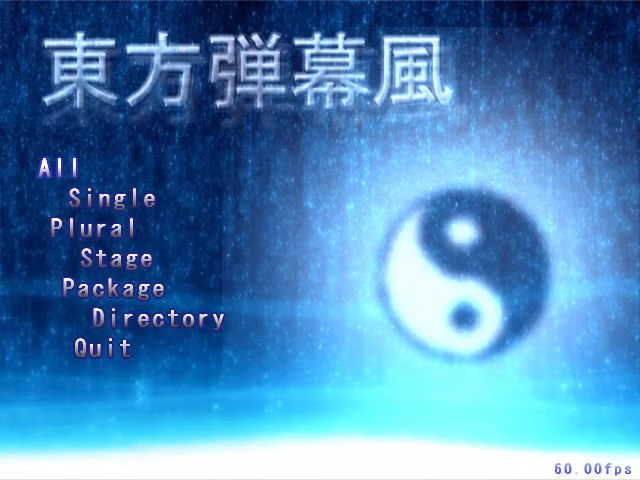 東方弾幕風
All
Single
Plural
Stage
Package
Directory
Quit
60.00fps